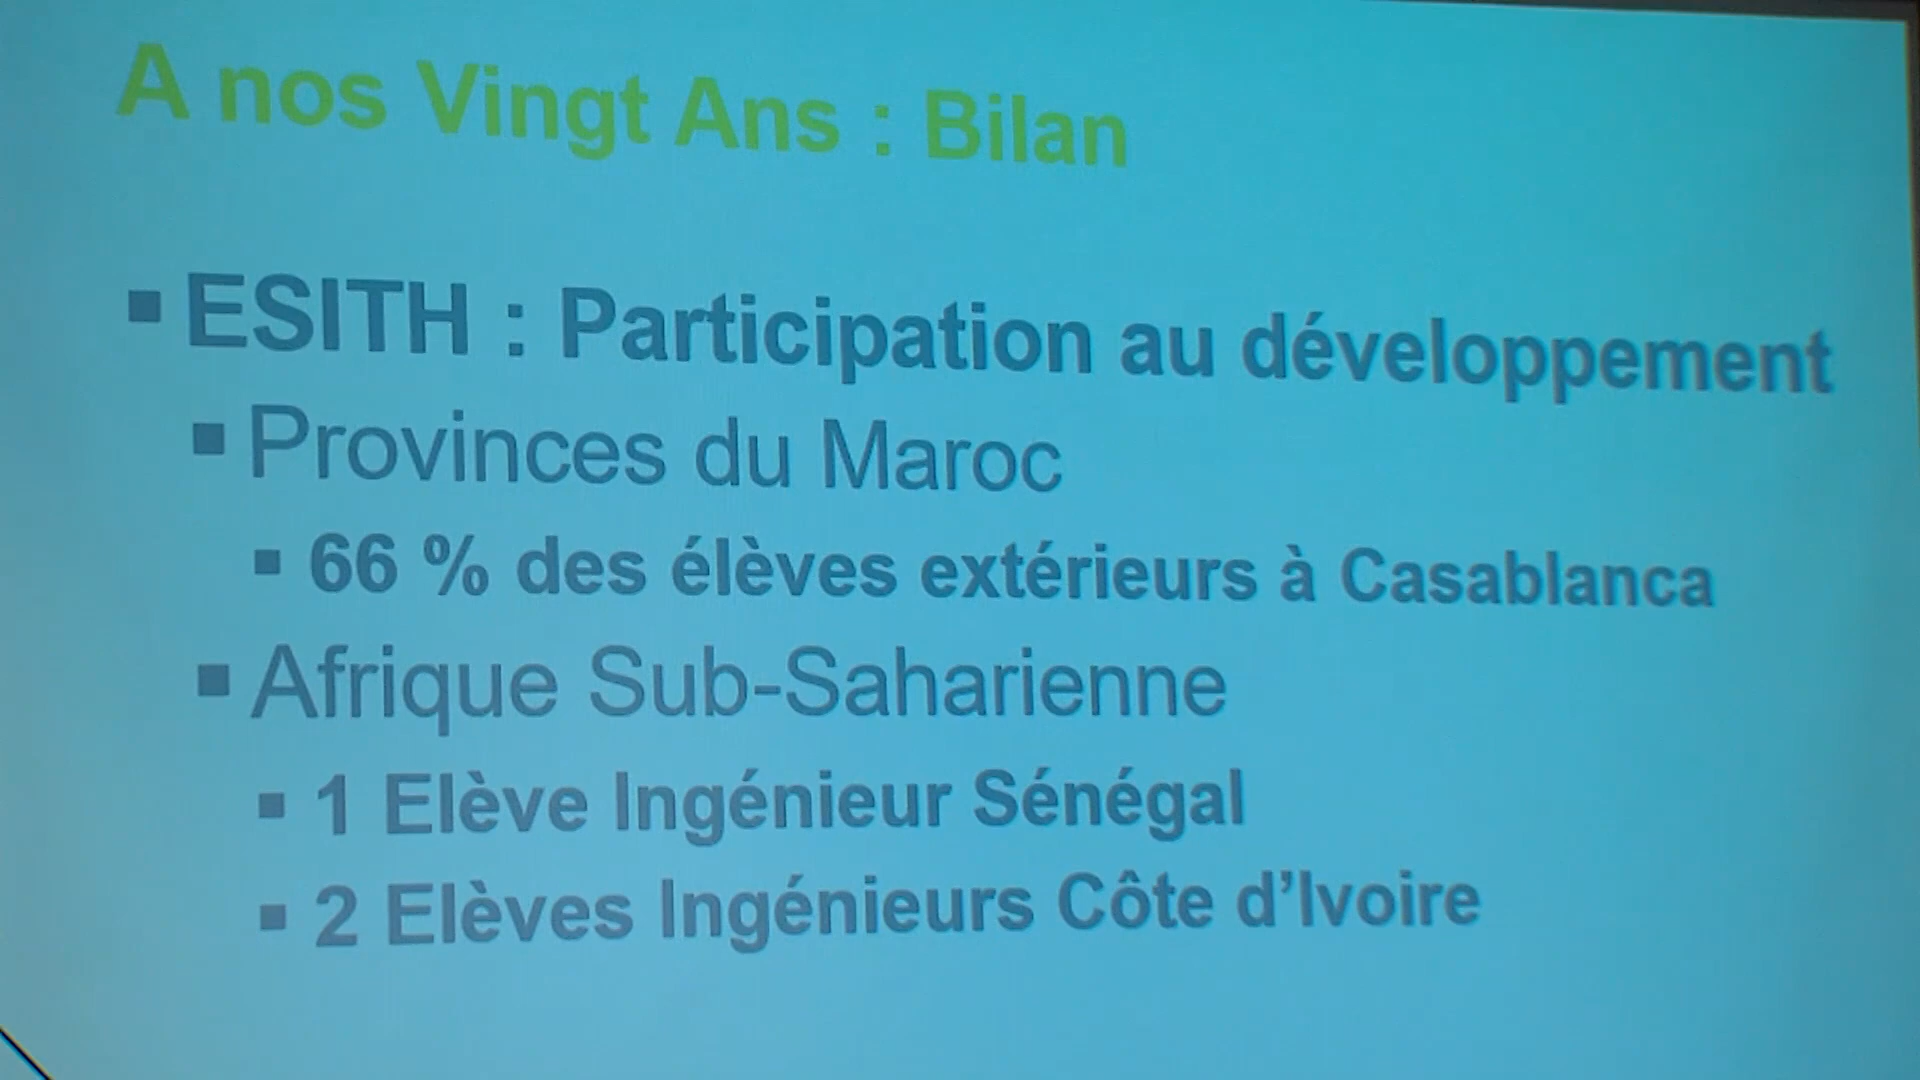 A nos Vingt Ans : Bilan
▪ ESITH : Participation au développement
▪ Provinces du Maroc
▪ 66 % des élèves extérieurs à Casablanca
▪ Afrique Sub-Saharienne
▪ 1 Elève Ingénieur Sénégal
▪ 2 Elèves Ingénieurs Côte d’Ivoire